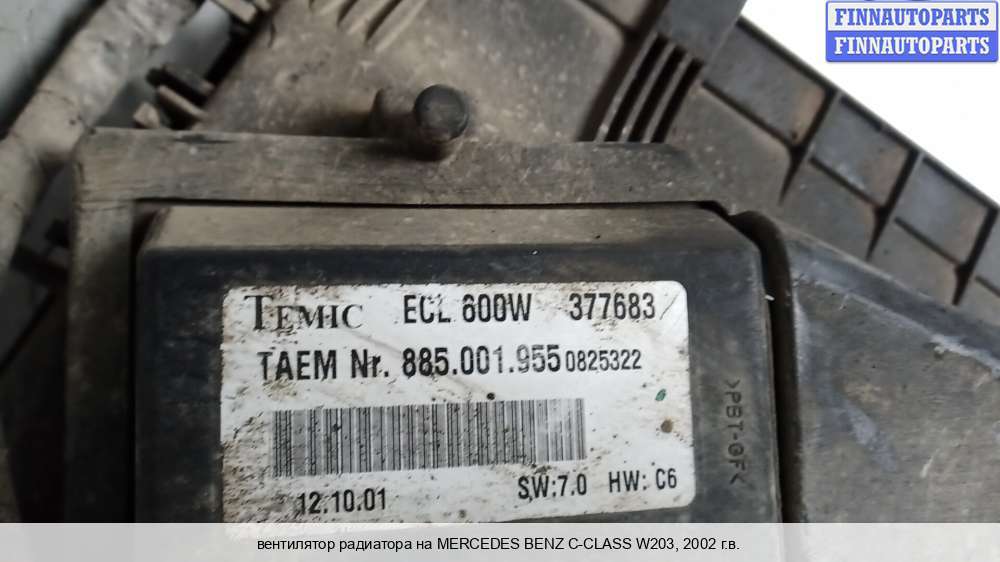 FINNAUTOPARTS
FINNAUTOPARTS
TEMIC ECL 600W 377683
TAEM Nr. 885.001.955 0825322
12.10.01 SW:7.0 HW: C6
>PBT-GF<
вентилятор радиатора на MERCEDES BENZ C-CLASS W203, 2002 г.в.